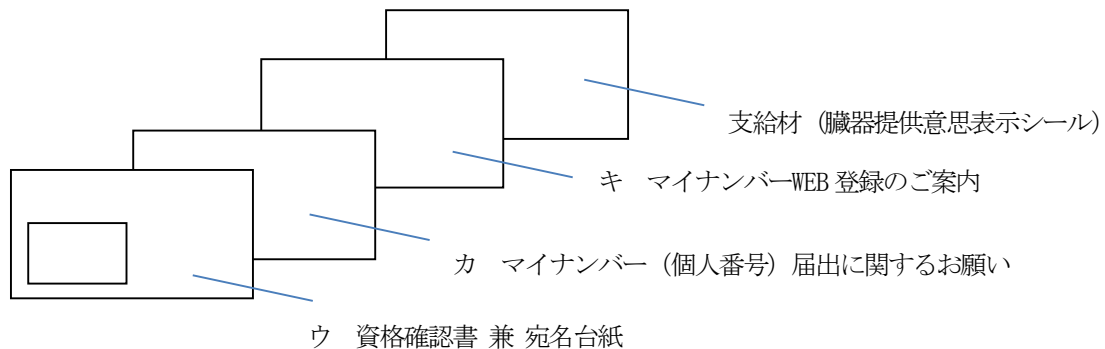 支給材（臓器提供意思表示シール）
キ　マイナンバーWEB 登録のご案内
カ　マイナンバー（個人番号）届出に関するお願い
ウ　資格確認書 兼 宛名台紙